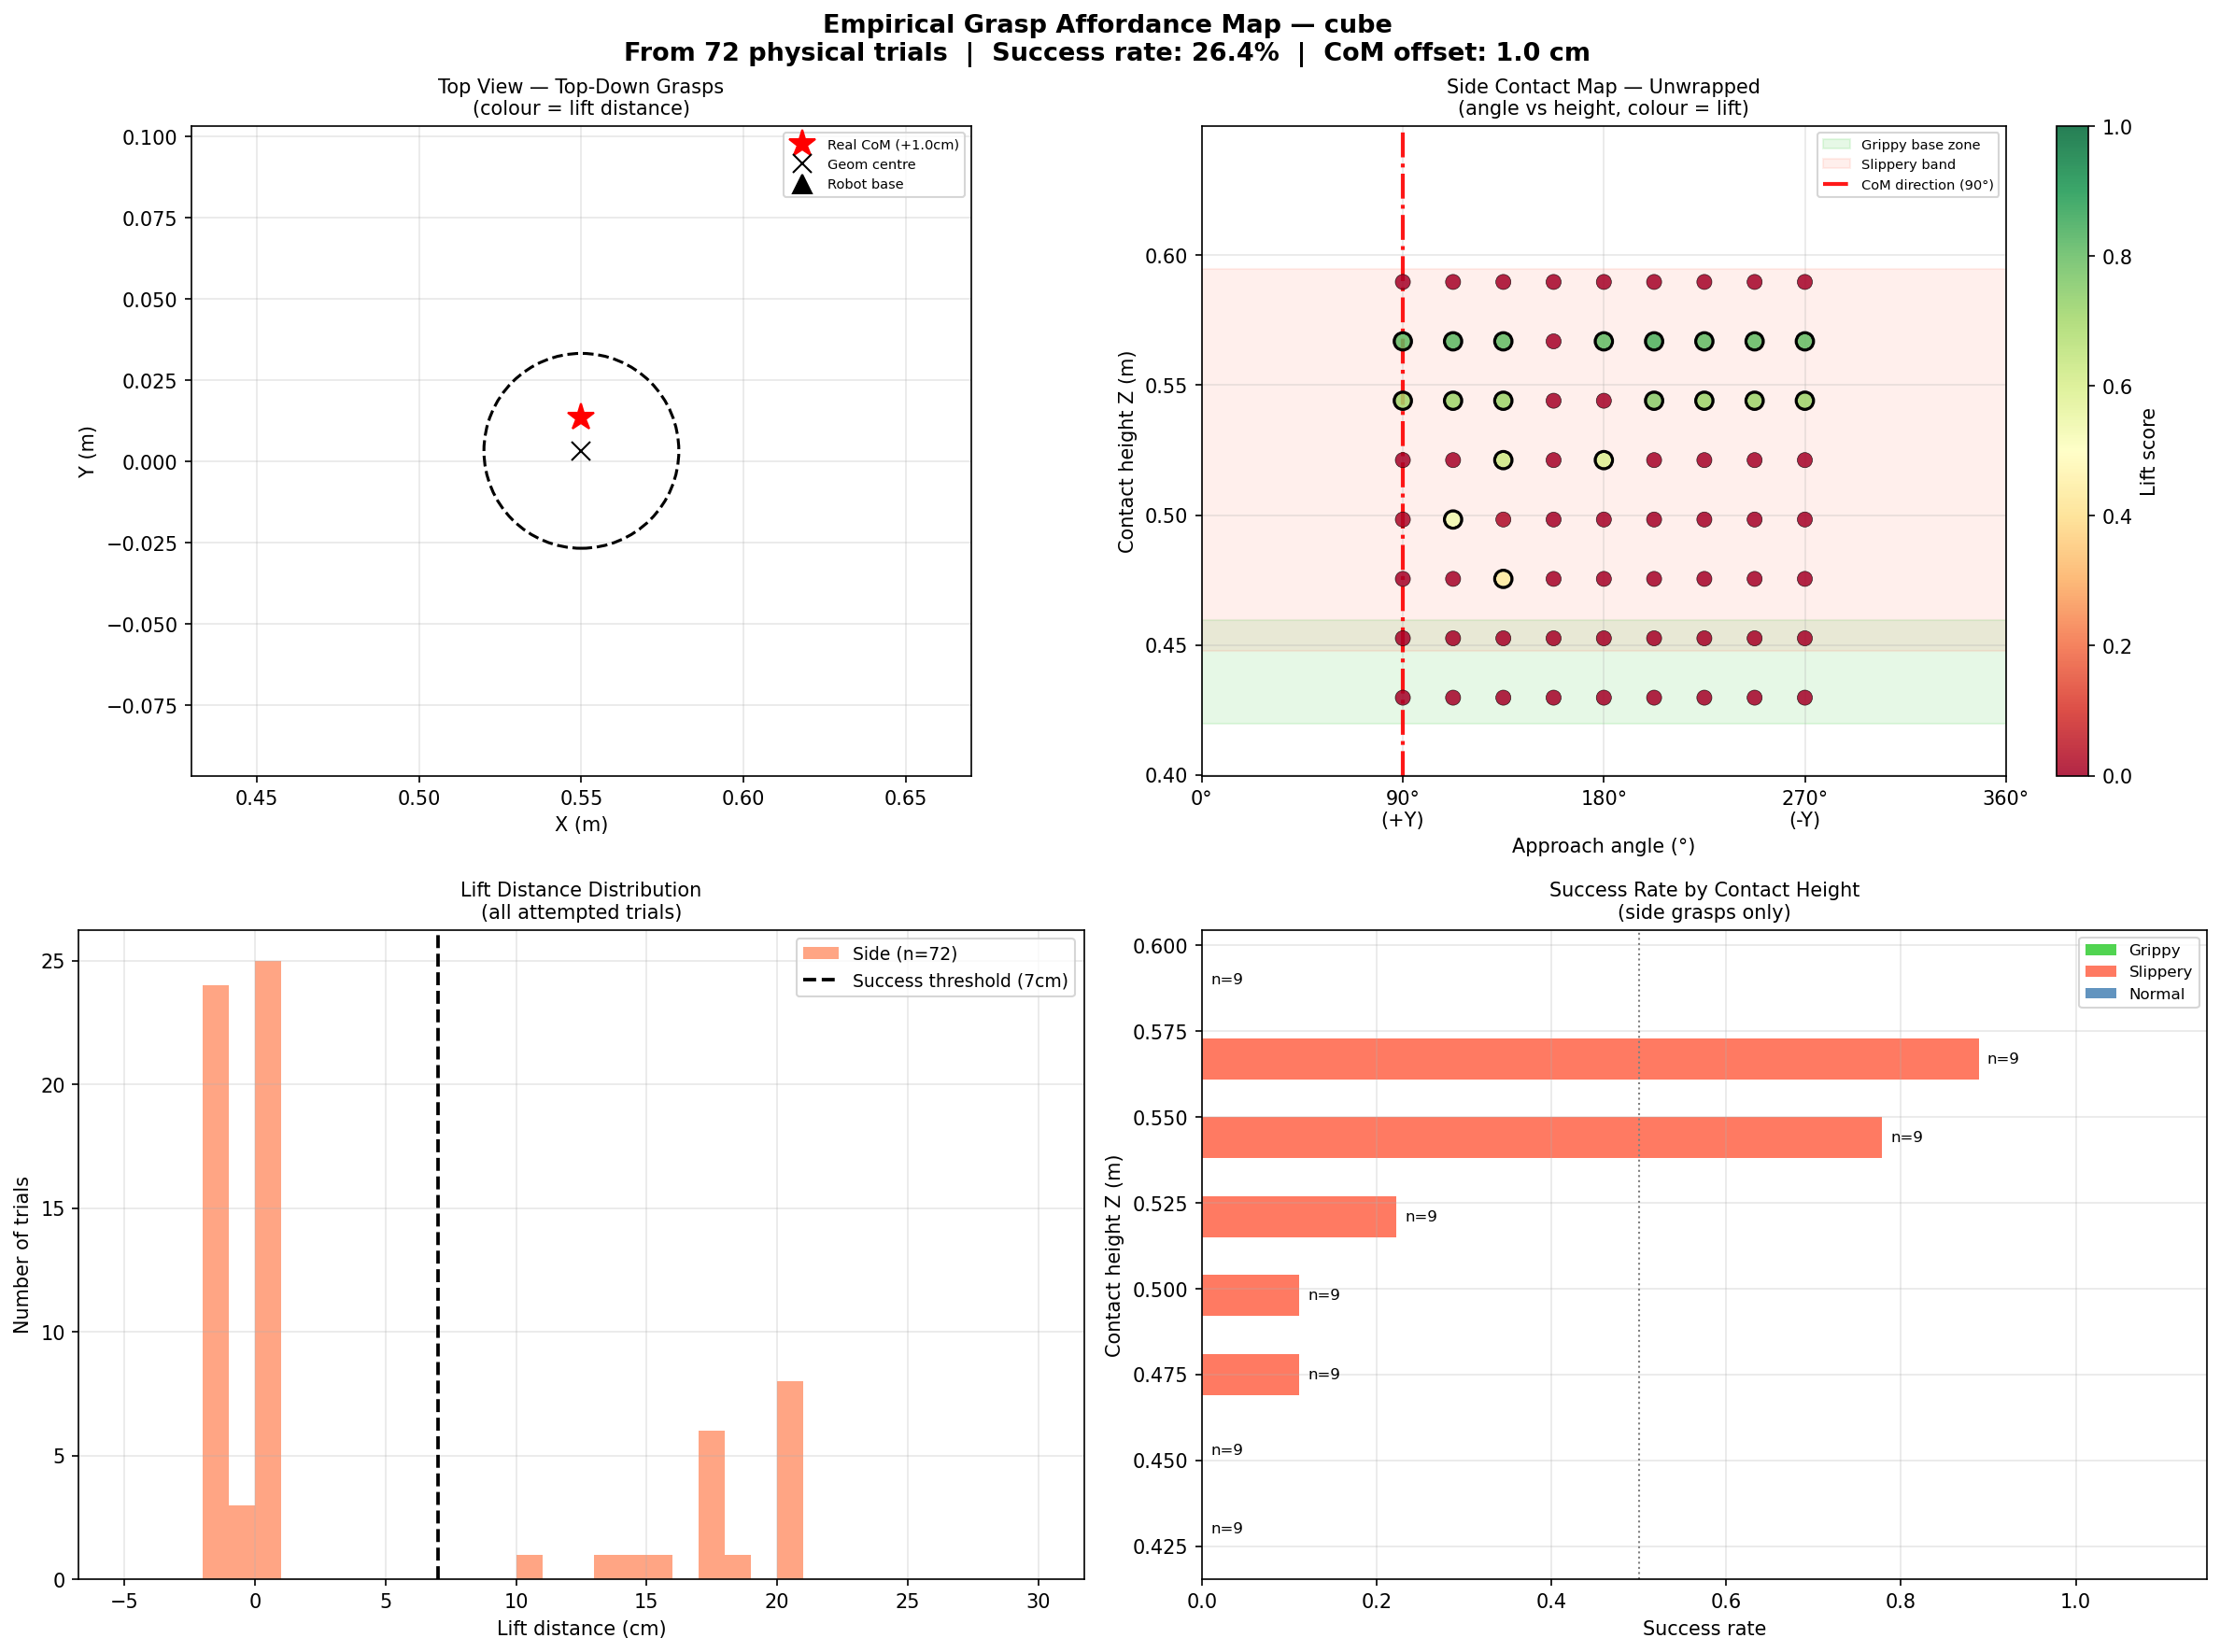 Empirical Grasp Affordance Map — cube
From 72 physical trials  |  Success rate: 26.4%  |  CoM offset: 1.0 cm
Top View — Top-Down Grasps
(colour = lift distance)
Real CoM (+1.0cm)
Geom centre
Robot base
0.100
0.075
0.050
0.025
0.000
−0.025
−0.050
−0.075
Y (m)
0.45
0.50
0.55
0.60
0.65
X (m)
Side Contact Map — Unwrapped
(angle vs height, colour = lift)
Grippy base zone
Slippery band
CoM direction (90°)
0.60
0.55
0.50
0.45
0.40
Contact height Z (m)
0°
90°
(+Y)
180°
270°
(-Y)
360°
Approach angle (°)
1.0
0.8
0.6
0.4
0.2
0.0
Lift score
Lift Distance Distribution
(all attempted trials)
Side (n=72)
Success threshold (7cm)
25
20
15
10
5
0
Number of trials
−5
0
5
10
15
20
25
30
Lift distance (cm)
Success Rate by Contact Height
(side grasps only)
Grippy
Slippery
Normal
0.600
0.575
0.550
0.525
0.500
0.475
0.450
0.425
Contact height Z (m)
n=9
n=9
n=9
n=9
n=9
n=9
n=9
n=9
0.0
0.2
0.4
0.6
0.8
1.0
Success rate